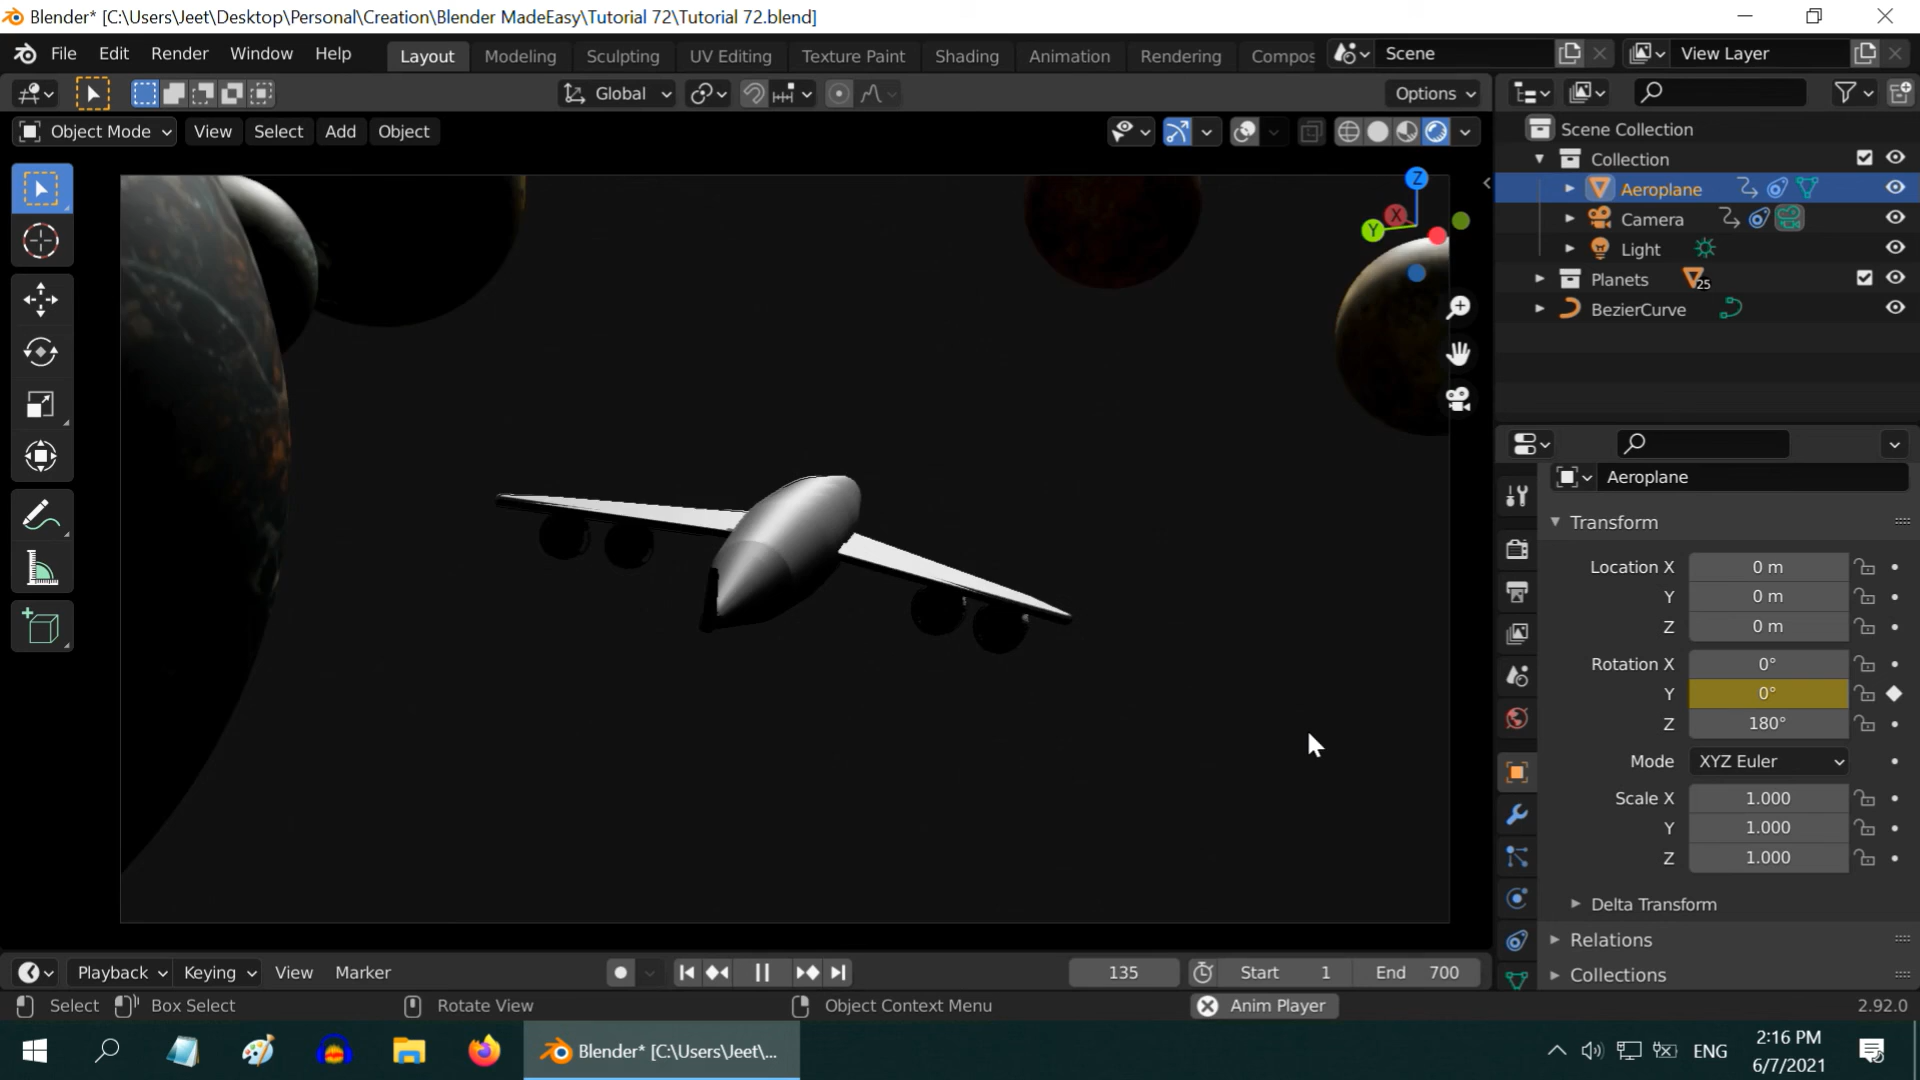 Blender* [C:\Users\Jeet\Desktop\Personal\Creation\Blender MadeEasy\Tutorial 72\Tutorial 72.blend]
File Edit Render Window Help Layout Modeling Sculpting UV Editing Texture Paint Shading Animation Rendering Compos Scene View Layer
Global Options
Object Mode View Select Add Object
Scene Collection
Collection
Aeroplane
Camera
Light
Planets 25
BezierCurve
Z
X
Y
Aeroplane
Transform
Location X 0 m
Y 0 m
Z 0 m
Rotation X 0°
Y 0°
Z 180°
Mode XYZ Euler
Scale X 1.000
Y 1.000
Z 1.000
Delta Transform
Relations
Collections
Playback Keying View Marker 135 Start 1 End 700
Select Box Select Rotate View Object Context Menu Anim Player 2.92.0
Blender* [C:\Users\Jeet\... ENG 2:16 PM
6/7/2021